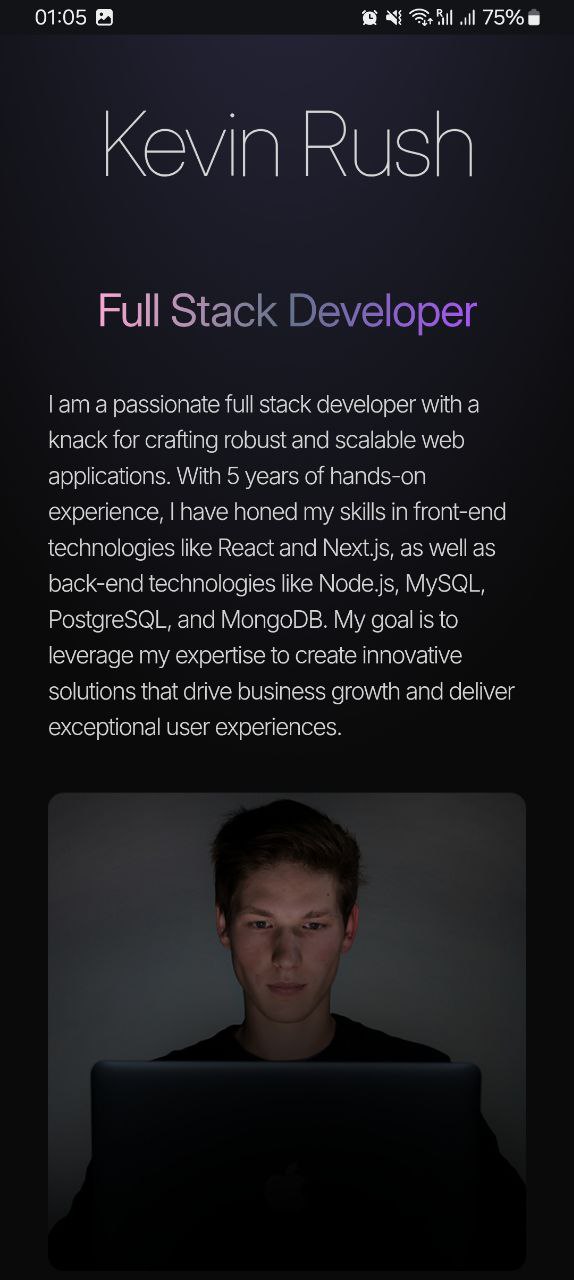 01:05
R
75%
Kevin Rush
Full Stack Developer
I am a passionate full stack developer with a
knack for crafting robust and scalable web
applications. With 5 years of hands-on
experience, I have honed my skills in front-end
technologies like React and Next.js, as well as
back-end technologies like Node.js, MySQL,
PostgreSQL, and MongoDB. My goal is to
leverage my expertise to create innovative
solutions that drive business growth and deliver
exceptional user experiences.